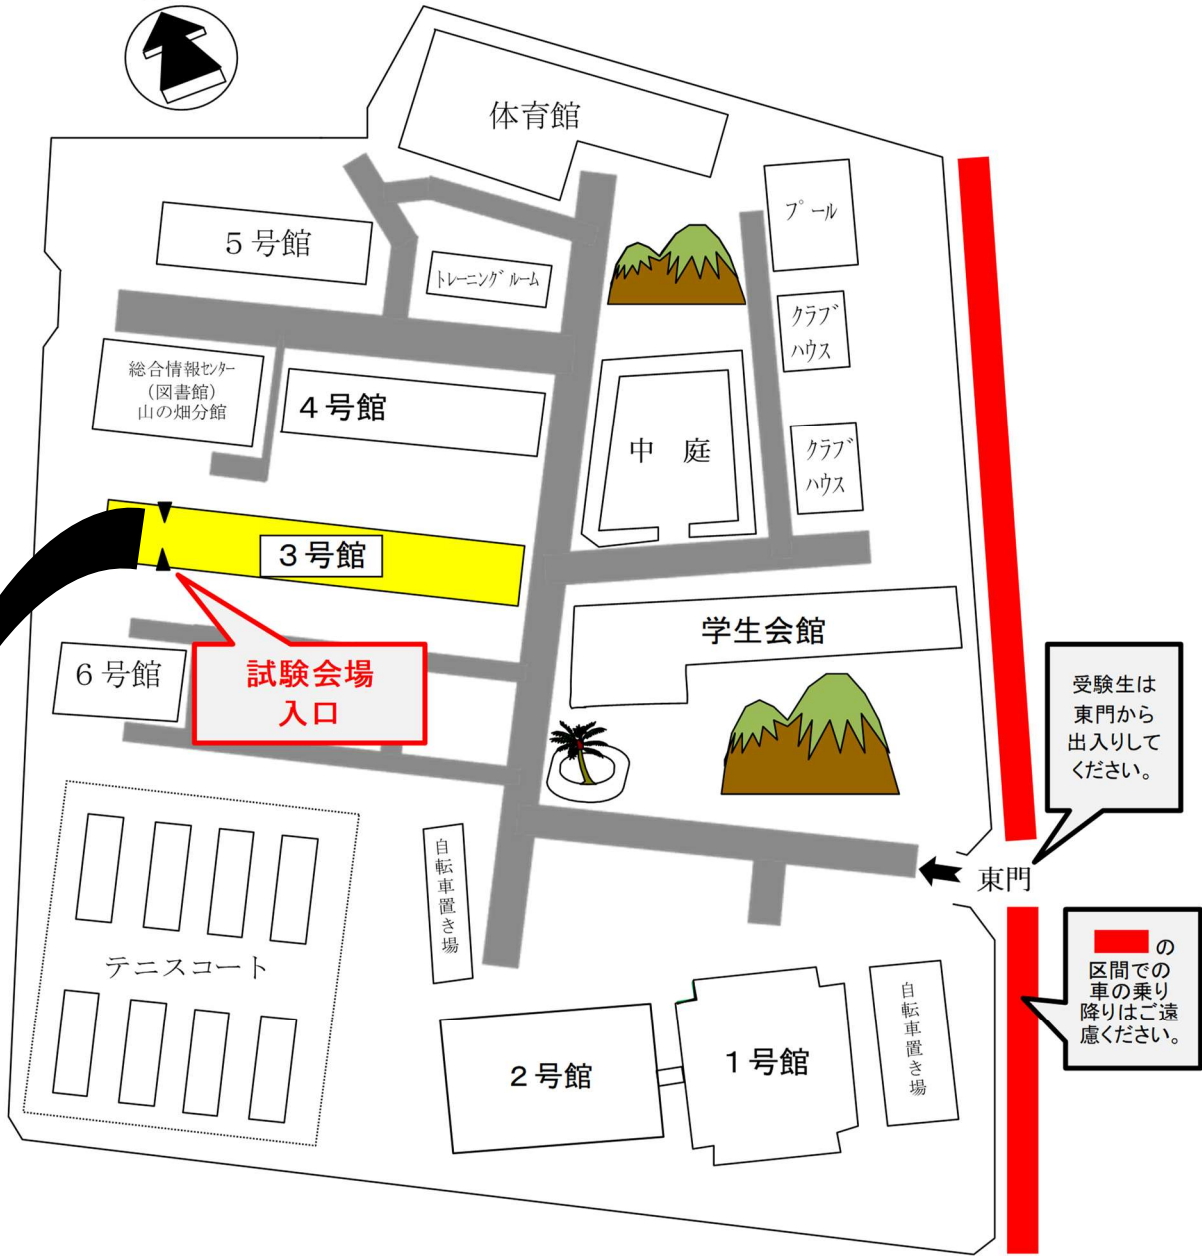 体育館
プール
5号館
トレーニングルーム
クラブ
ハウス
総合情報センター
（図書館）
山の畑分館
4号館
中 庭
クラブ
ハウス
3号館
学生会館
6号館
試験会場
入口
受験生は
東門から
出入りして
ください。
自転車置き場
東門
の
区間での
車の乗り
降りはご遠
慮ください。
テニスコート
2号館
1号館
自転車置き場